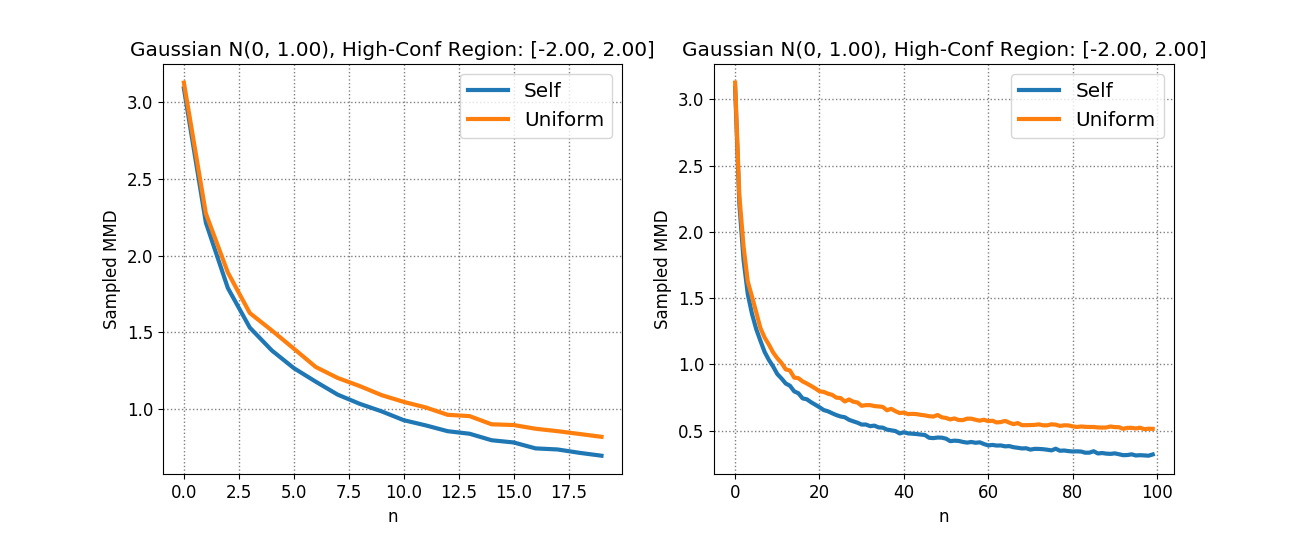 Gaussian N(0, 1.00), High-Conf Region: [-2.00, 2.00]
Self
Uniform
3.0
2.5
2.0
1.5
1.0
Sampled MMD
0.0 2.5 5.0 7.5 10.0 12.5 15.0 17.5
n
Gaussian N(0, 1.00), High-Conf Region: [-2.00, 2.00]
Self
Uniform
3.0
2.5
2.0
1.5
1.0
0.5
Sampled MMD
0 20 40 60 80 100
n